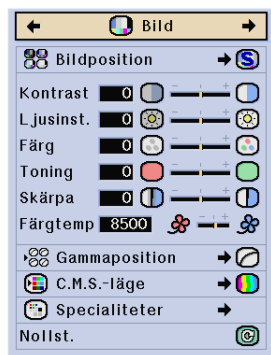 Bild
Bildposition S
Kontrast 0
Ljusinst. 0
Färg 0
Toning 0
Skärpa 0
Färgtemp 8500
Gammaposition
C.M.S.-läge
Specialiteter
Nollst.